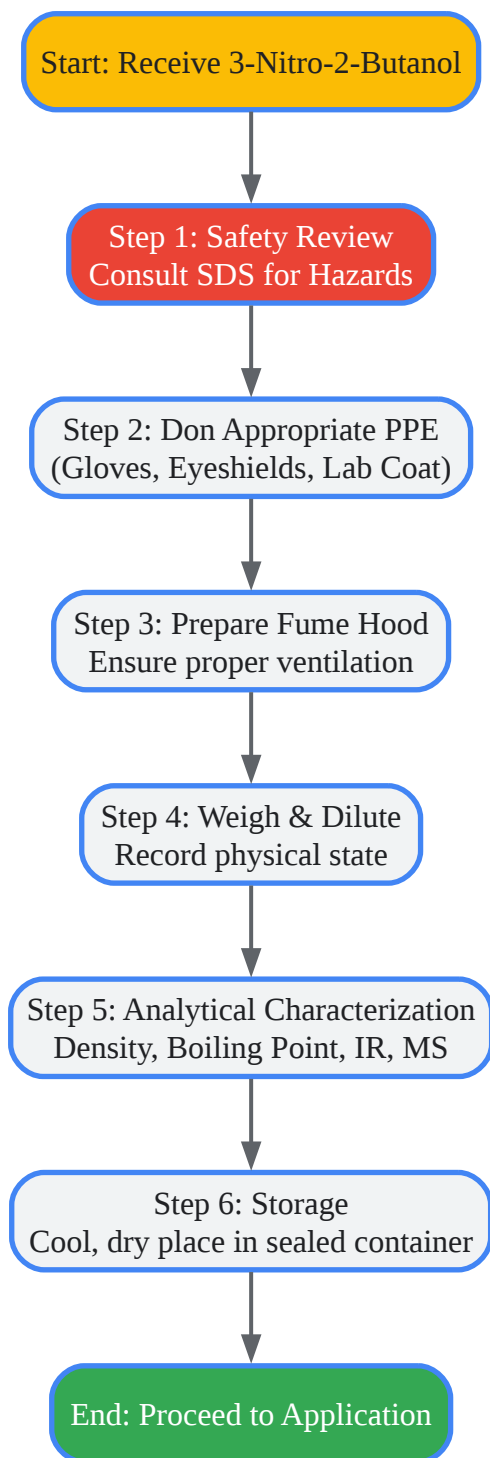 Start: Receive 3-Nitro-2-Butanol
Step 1: Safety Review
Consult SDS for Hazards
Step 2: Don Appropriate PPE
(Gloves, Eyeshields, Lab Coat)
Step 3: Prepare Fume Hood
Ensure proper ventilation
Step 4: Weigh & Dilute
Record physical state
Step 5: Analytical Characterization
Density, Boiling Point, IR, MS
Step 6: Storage
Cool, dry place in sealed container
End: Proceed to Application